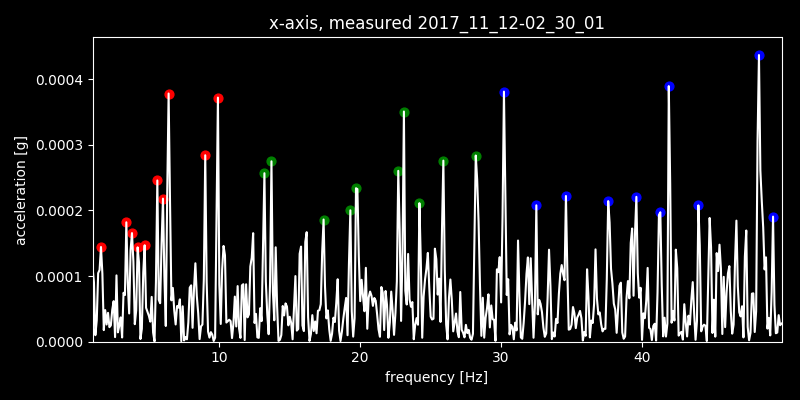 x-axis, measured 2017_11_12-02_30_01
0.0004
0.0003
0.0002
0.0001
0.0000
acceleration [g]
10 20 30 40
frequency [Hz]